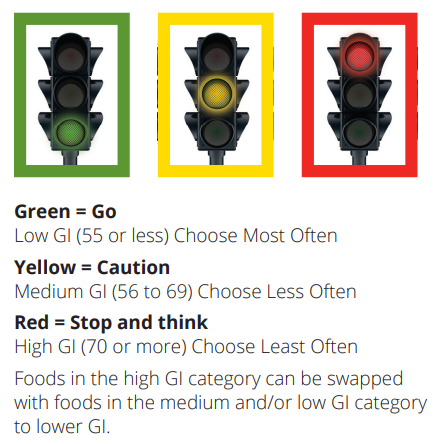 Green = Go
Low GI (55 or less) Choose Most Often
Yellow = Caution
Medium GI (56 to 69) Choose Less Often
Red = Stop and think
High GI (70 or more) Choose Least Often
Foods in the high GI category can be swapped
with foods in the medium and/or low GI category
to lower GI.